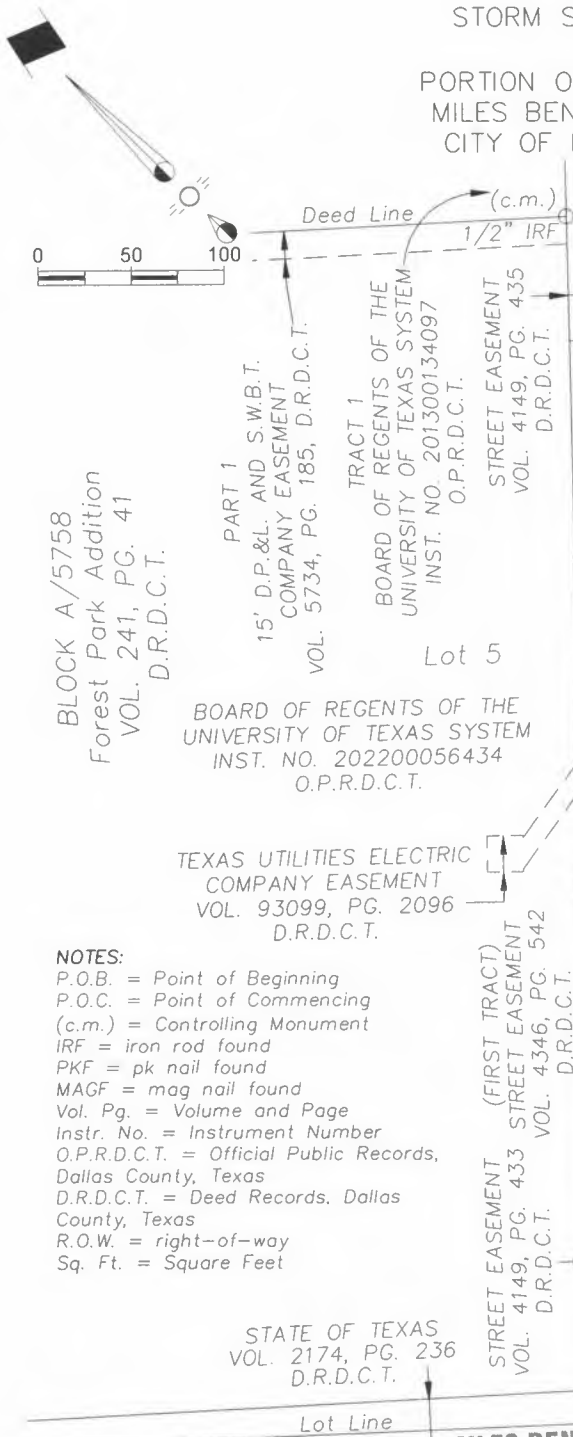 STORM S
PORTION O
MILES BEN
CITY OF
(c.m.)
Deed Line
1/2" IRF
0 50 100
BLOCK A/5758
Forest Park Addition
VOL. 241, PG. 41
D.R.D.C.T.
PART 1
15' D.P.&L. AND S.W.B.T.
COMPANY EASEMENT
VOL. 5734, PG. 185, D.R.D.C.T.
TRACT 1
BOARD OF REGENTS OF THE
UNIVERSITY OF TEXAS SYSTEM
INST. NO. 201300134097
O.P.R.D.C.T.
STREET EASEMENT
VOL. 4149, PG. 435
D.R.D.C.T.
Lot 5
BOARD OF REGENTS OF THE
UNIVERSITY OF TEXAS SYSTEM
INST. NO. 202200056434
O.P.R.D.C.T.
TEXAS UTILITIES ELECTRIC
COMPANY EASEMENT
VOL. 93099, PG. 2096
D.R.D.C.T.
NOTES:
P.O.B. = Point of Beginning
P.O.C. = Point of Commencing
(c.m.) = Controlling Monument
IRF = iron rod found
PKF = pk nail found
MAGF = mag nail found
Vol. Pg. = Volume and Page
Instr. No. = Instrument Number
O.P.R.D.C.T. = Official Public Records,
Dallas County, Texas
D.R.D.C.T. = Deed Records, Dallas
County, Texas
R.O.W. = right-of-way
Sq. Ft. = Square Feet
(FIRST TRACT)
STREET EASEMENT
VOL. 4346, PG. 542
D.R.D.C.T.
STREET EASEMENT
VOL. 4149, PG. 433
D.R.D.C.T.
STATE OF TEXAS
VOL. 2174, PG. 236
D.R.D.C.T.
Lot Line